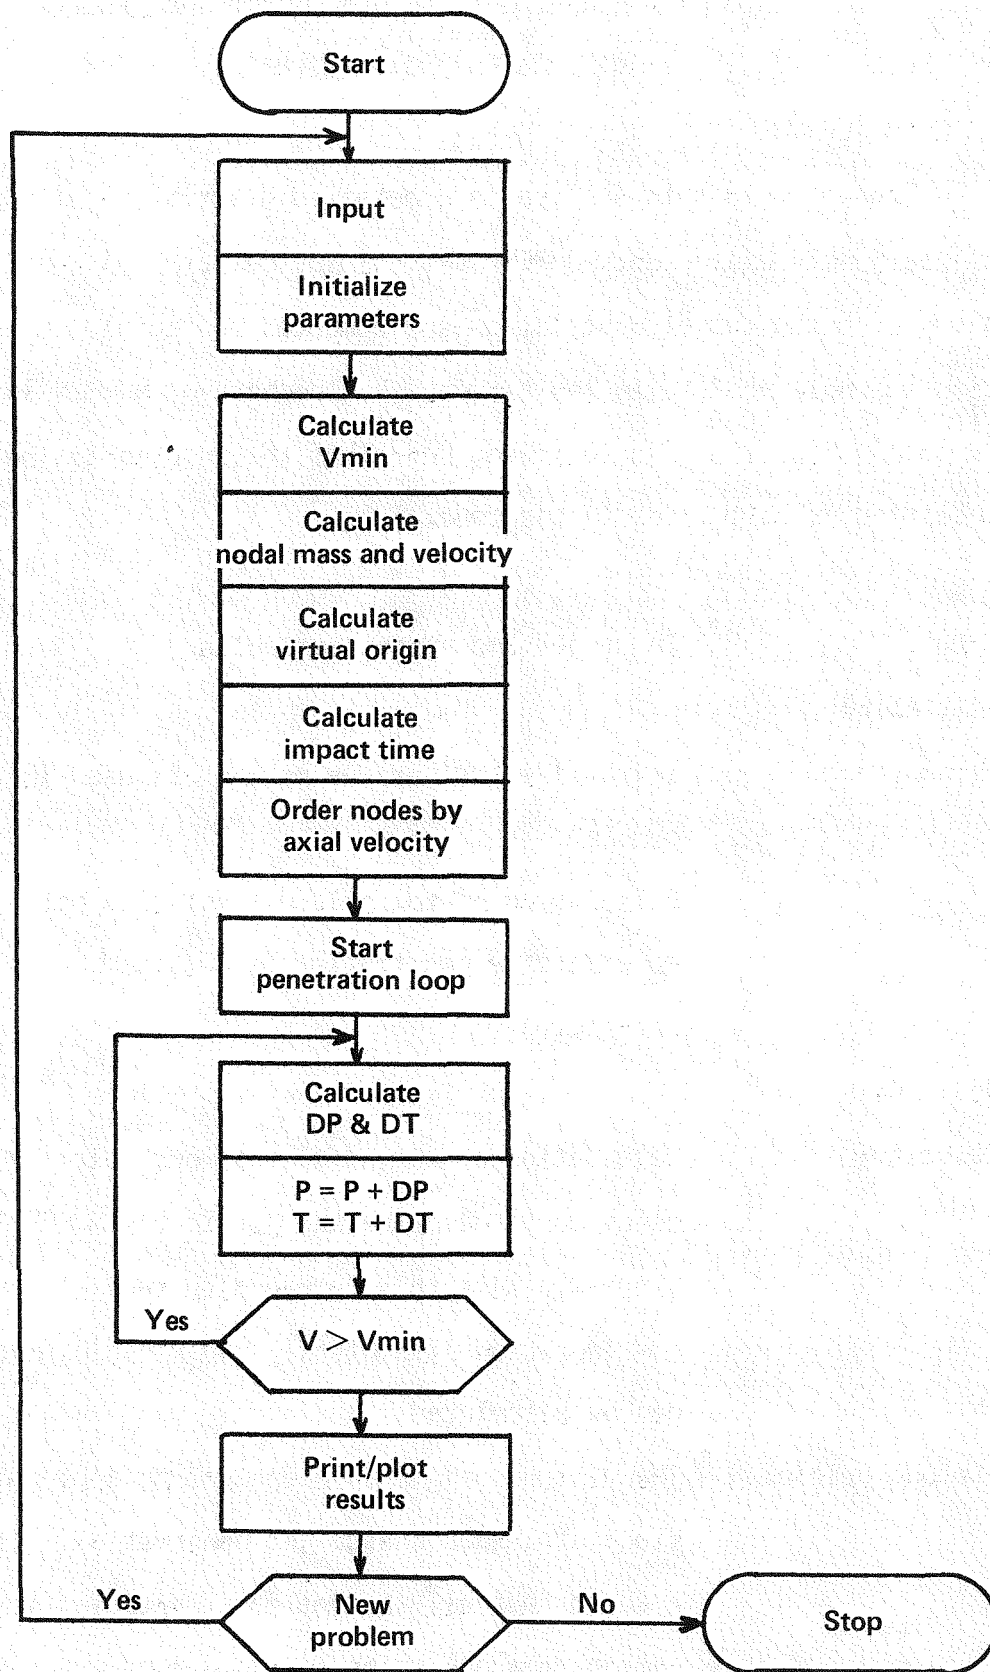 Start
Input
Initialize
parameters
Calculate
Vmin
Calculate
nodal mass and velocity
Calculate
virtual origin
Calculate
impact time
Order nodes by
axial velocity
Start
penetration loop
Calculate
DP & DT
P = P + DP
T = T + DT
Yes
V > Vmin
Print/plot
results
Yes
New
problem
No
Stop